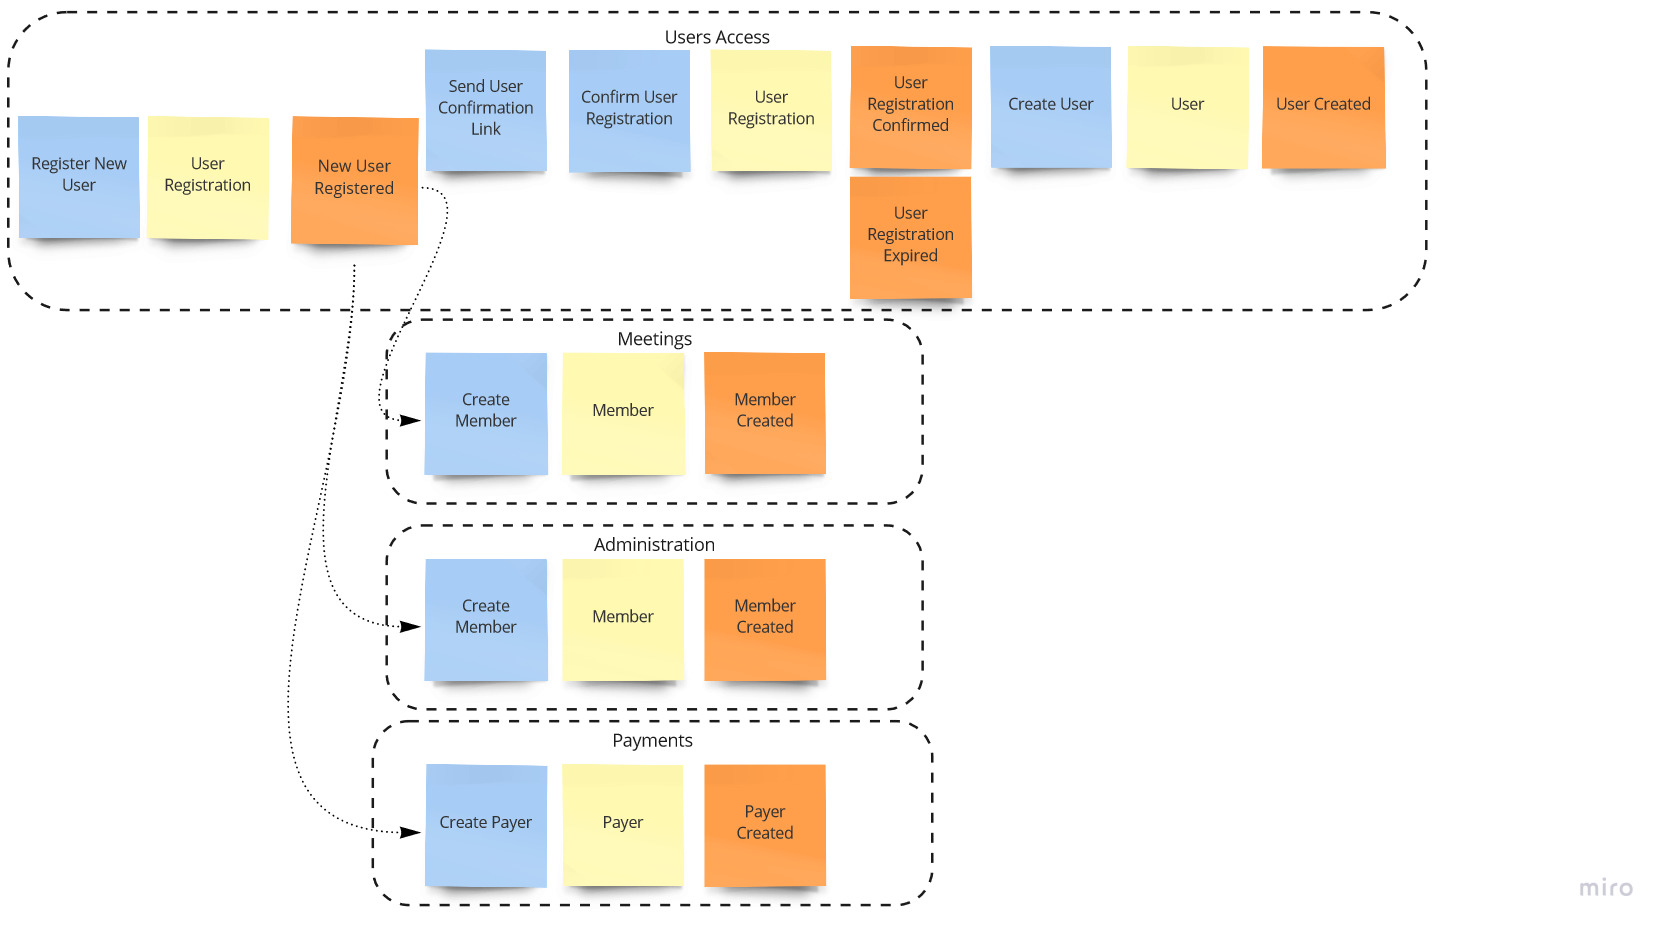 Users Access
Register New
User
User
Registration
New User
Registered
Send User
Confirmation
Link
Confirm User
Registration
User
Registration
User
Registration
Confirmed
User
Registration
Expired
Create User
User
User Created
Meetings
Create
Member
Member
Member
Created
Administration
Create
Member
Member
Member
Created
Payments
Create Payer
Payer
Payer
Created
miro